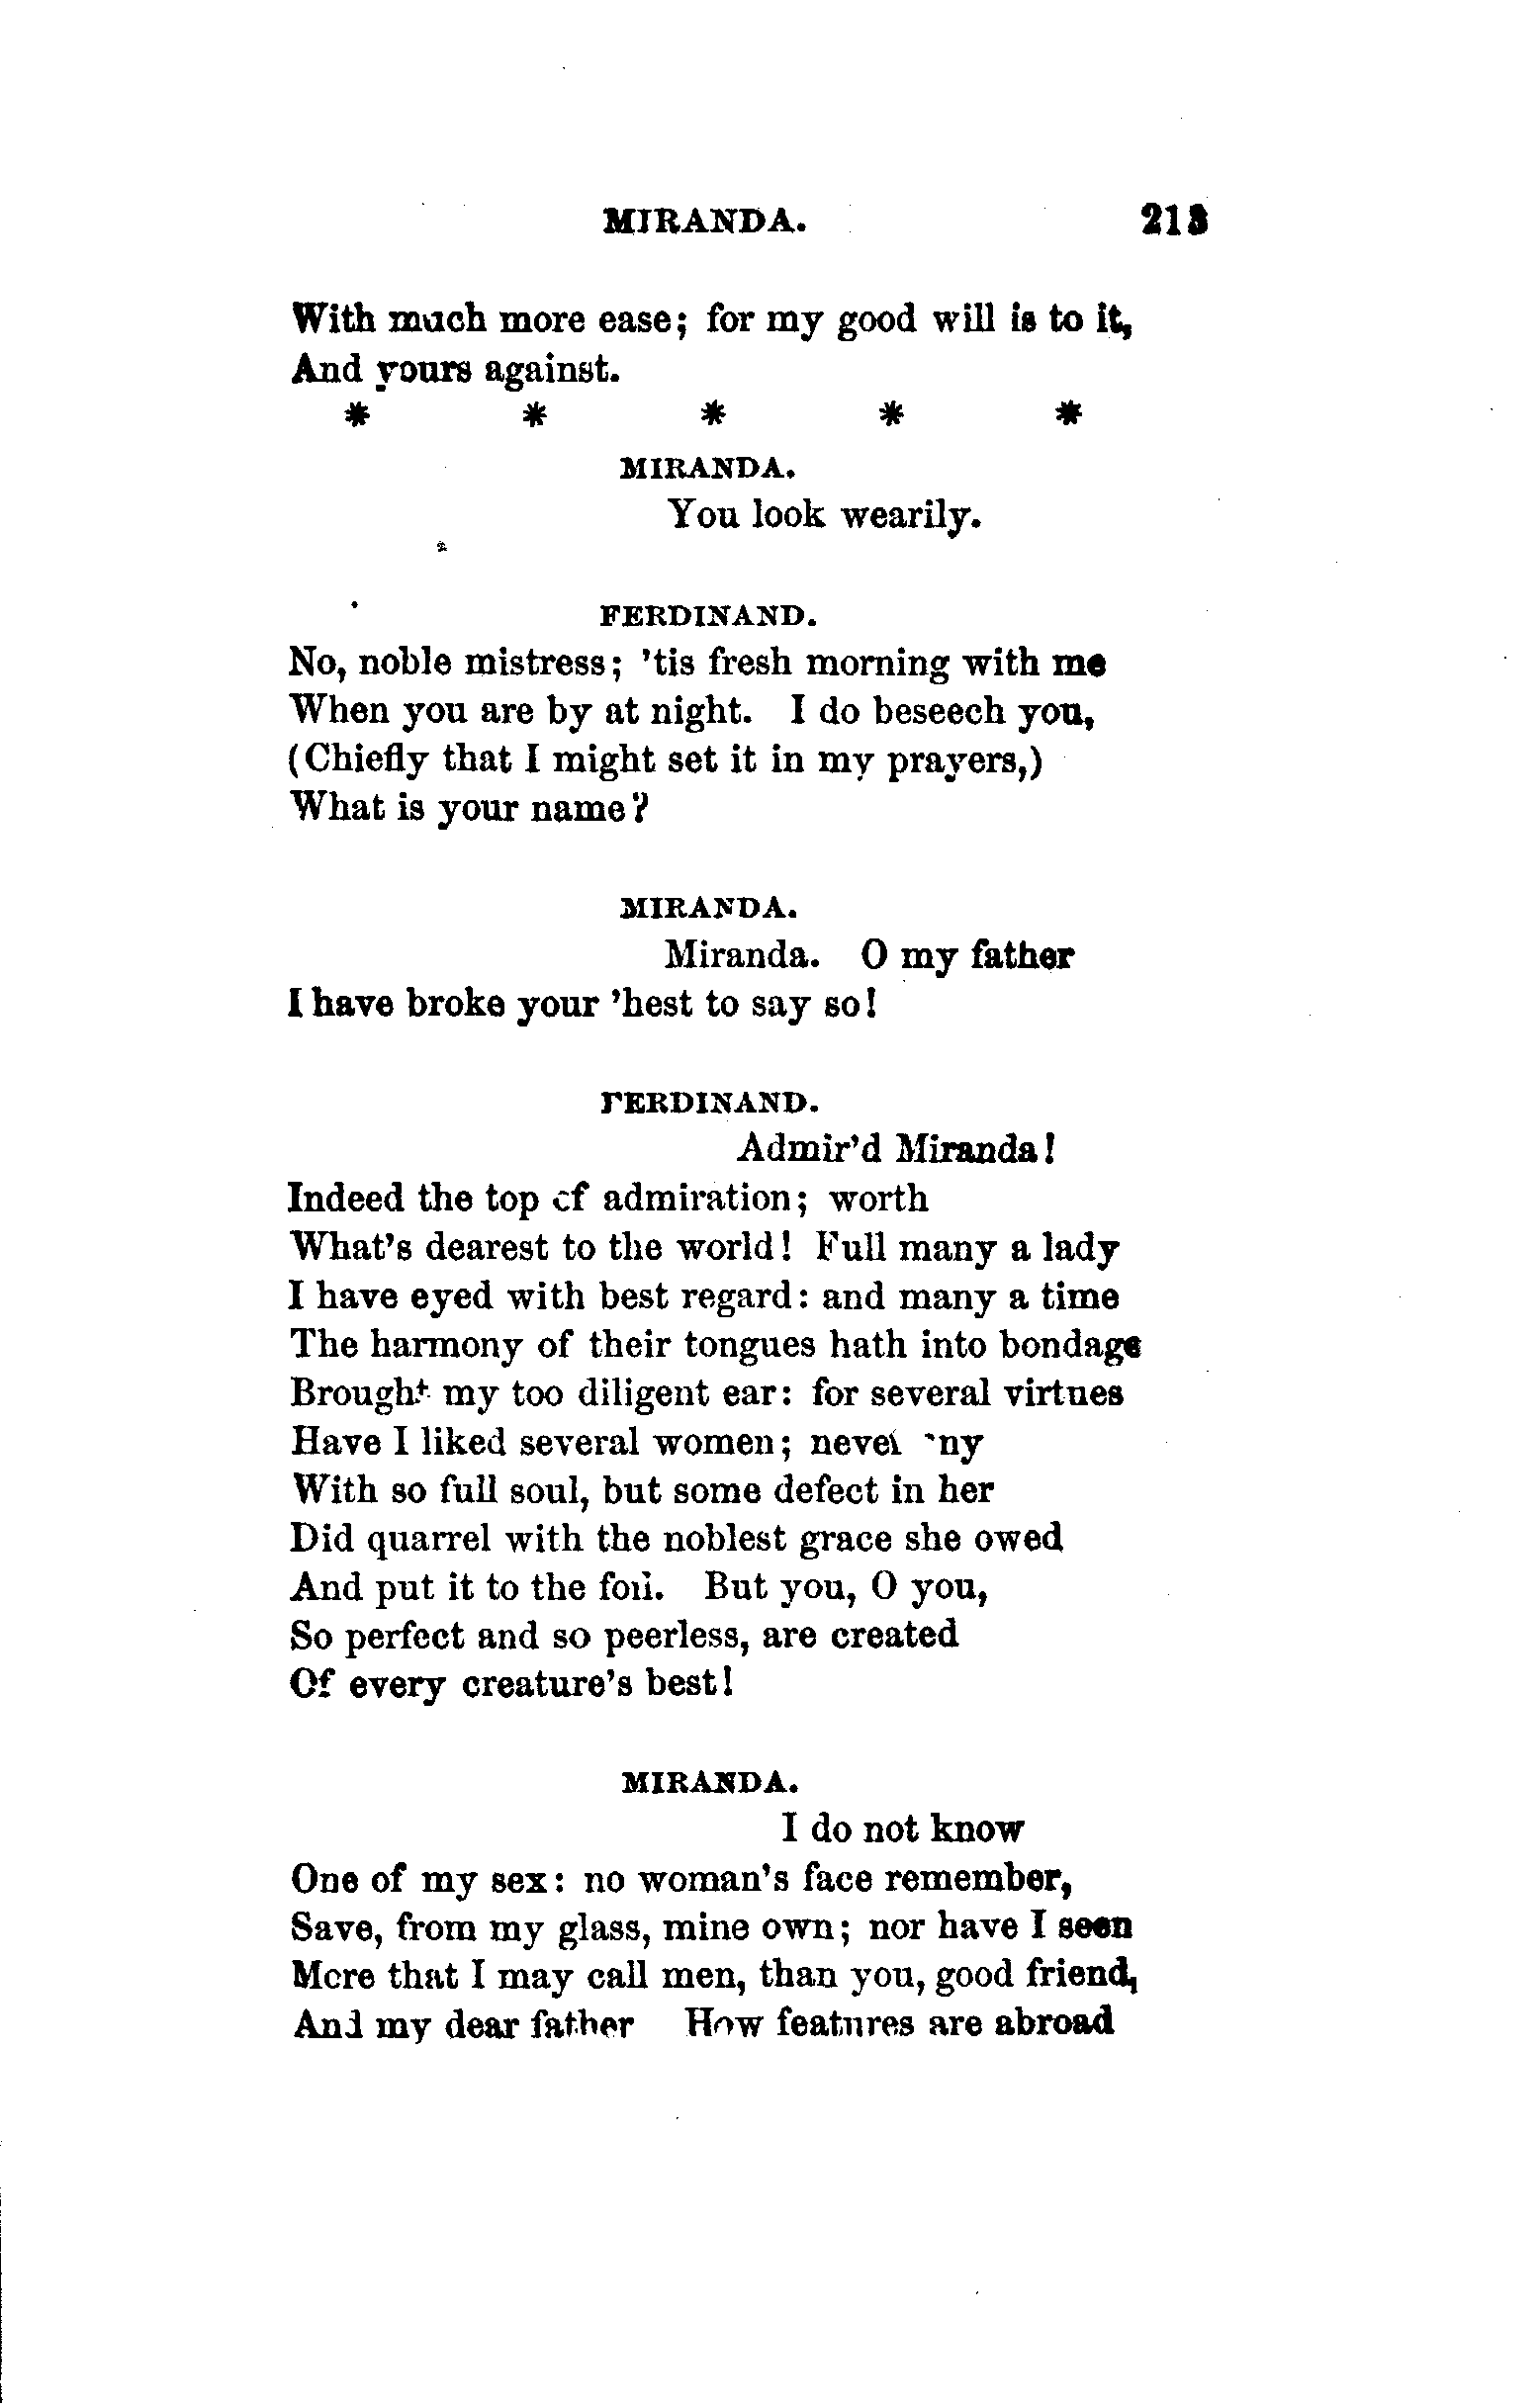 MIRANDA. 213
With much more ease; for my good will is to it,
And yours against.
* * * * *
MIRANDA.
You look wearily.
FERDINAND.
No, noble mistress; 'tis fresh morning with me
When you are by at night. I do beseech you,
(Chiefly that I might set it in my prayers,)
What is your name?
MIRANDA.
Miranda. O my father
I have broke your 'hest to say so!
FERDINAND.
Admir'd Miranda!
Indeed the top of admiration; worth
What's dearest to the world! Full many a lady
I have eyed with best regard: and many a time
The harmony of their tongues hath into bondage
Brought my too diligent ear: for several virtues
Have I liked several women; never any
With so full soul, but some defect in her
Did quarrel with the noblest grace she owed
And put it to the foil. But you, O you,
So perfect and so peerless, are created
Of every creature's best!
MIRANDA.
I do not know
One of my sex: no woman's face remember,
Save, from my glass, mine own; nor have I seen
More that I may call men, than you, good friend,
And my dear father How features are abroad